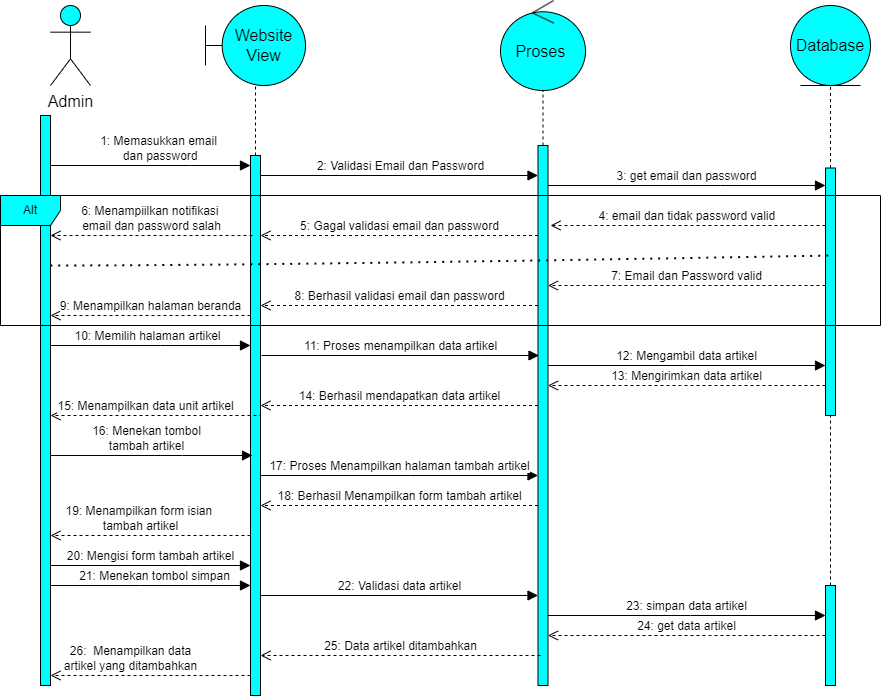 Website
View
Proses
Database
Admin
1: Memasukkan email
dan password
2: Validasi Email dan Password
3: get email dan password
Alt
6: Menampiilkan notifikasi
email dan password salah
5: Gagal validasi email dan password
4: email dan tidak password valid
7: Email dan Password valid
8: Berhasil validasi email dan password
9: Menampilkan halaman beranda
10: Memilih halaman artikel
11: Proses menampilkan data artikel
12: Mengambil data artikel
13: Mengirimkan data artikel
14: Berhasil mendapatkan data artikel
15: Menampilkan data unit artikel
16: Menekan tombol
tambah artikel
17: Proses Menampilkan halaman tambah artikel
18: Berhasil Menampilkan form tambah artikel
19: Menampilkan form isian
tambah artikel
20: Mengisi form tambah artikel
21: Menekan tombol simpan
22: Validasi data artikel
23: simpan data artikel
24: get data artikel
25: Data artikel ditambahkan
26: Menampilkan data
artikel yang ditambahkan